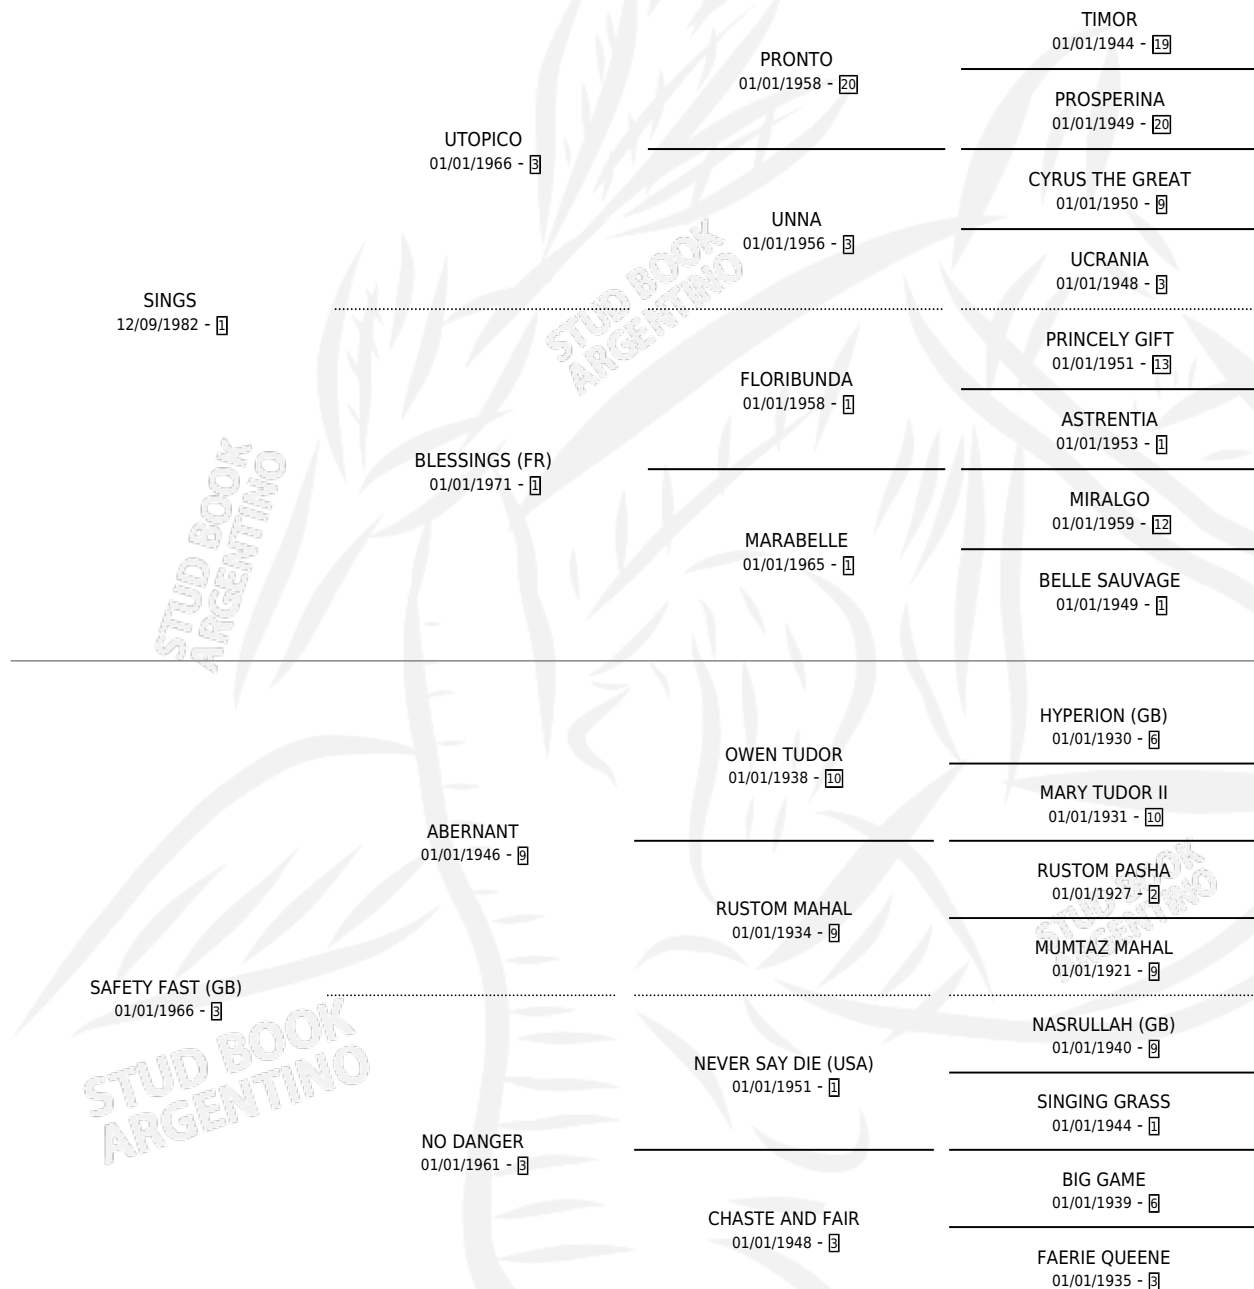 TIMOR
01/01/1944 - 19
PRONTO
01/01/1958 - 20
PROSPERINA
01/01/1949 - 20
UTOPICO
01/01/1966 - 3
CYRUS THE GREAT
01/01/1950 - 9
UNNA
01/01/1956 - 3
UCRANIA
01/01/1948 - 3
SINGS
12/09/1982 - 1
PRINCELY GIFT
01/01/1951 - 13
FLORIBUNDA
01/01/1958 - 1
ASTRENTIA
01/01/1953 - 1
BLESSINGS (FR)
01/01/1971 - 1
MIRALGO
01/01/1959 - 12
MARABELLE
01/01/1965 - 1
BELLE SAUVAGE
01/01/1949 - 1
HYPERION (GB)
01/01/1930 - 6
OWEN TUDOR
01/01/1938 - 10
MARY TUDOR II
01/01/1931 - 10
ABERNANT
01/01/1946 - 9
RUSTOM PASHA
01/01/1927 - 2
RUSTOM MAHAL
01/01/1934 - 9
MUMTAZ MAHAL
01/01/1921 - 9
SAFETY FAST (GB)
01/01/1966 - 3
NASRULLAH (GB)
01/01/1940 - 9
NEVER SAY DIE (USA)
01/01/1951 - 1
SINGING GRASS
01/01/1944 - 1
NO DANGER
01/01/1961 - 3
BIG GAME
01/01/1939 - 6
CHASTE AND FAIR
01/01/1948 - 3
FAERIE QUEENE
01/01/1935 - 3
STUD BOOK
ARGENTINO
STUD BOOK
ARGENTINO
STUD BOOK
ARGENTINO
STUD BOOK
ARGENTINO